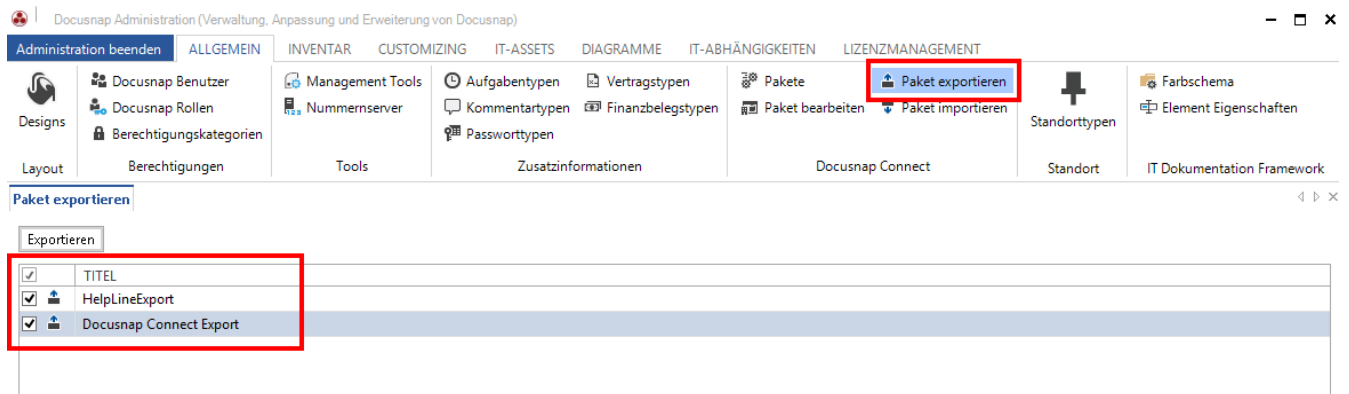 Docusnap Administration (Verwaltung, Anpassung und Erweiterung von Docusnap)
Administration beenden ALLGEMEIN INVENTAR CUSTOMIZING IT-ASSETS DIAGRAMME IT-ABHÄNGIGKEITEN LIZENZMANAGEMENT
Docusnap Benutzer Management Tools Aufgabentypen Vertragstypen Pakete Paket exportieren Farbschema
Docusnap Rollen Nummernserver Kommentartypen Finanzbelegstypen Paket bearbeiten Paket importieren Element Eigenschaften
Designs Standorttypen
Berechtigungskategorien Passworttypen
Layout Berechtigungen Tools Zusatzinformationen Docusnap Connect Standort IT Dokumentation Framework
Paket exportieren
Exportieren
TITEL
HelpLineExport
Docusnap Connect Export